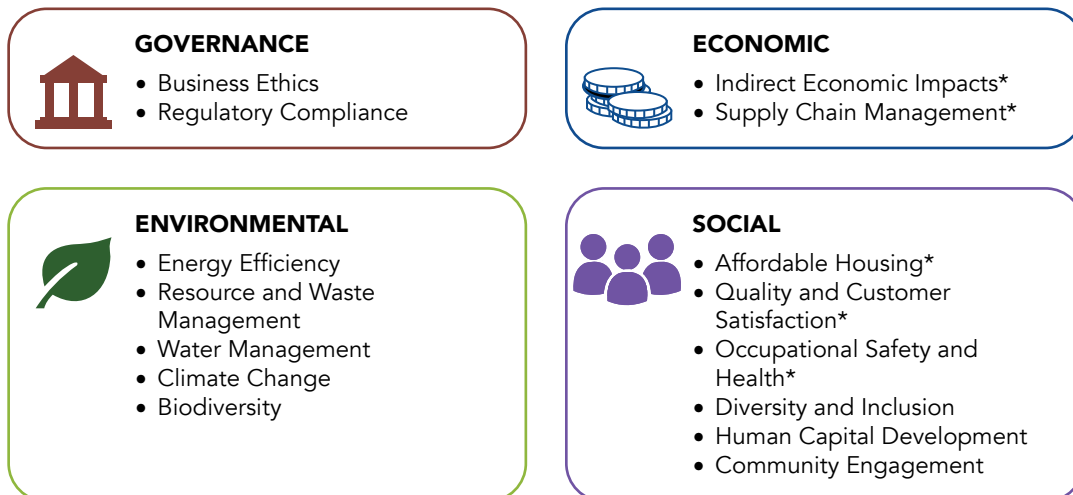 GOVERNANCE
• Business Ethics
• Regulatory Compliance
ECONOMIC
• Indirect Economic Impacts*
• Supply Chain Management*
ENVIRONMENTAL
• Energy Efficiency
• Resource and Waste
Management
• Water Management
• Climate Change
• Biodiversity
SOCIAL
• Affordable Housing*
• Quality and Customer
Satisfaction*
• Occupational Safety and
Health*
• Diversity and Inclusion
• Human Capital Development
• Community Engagement